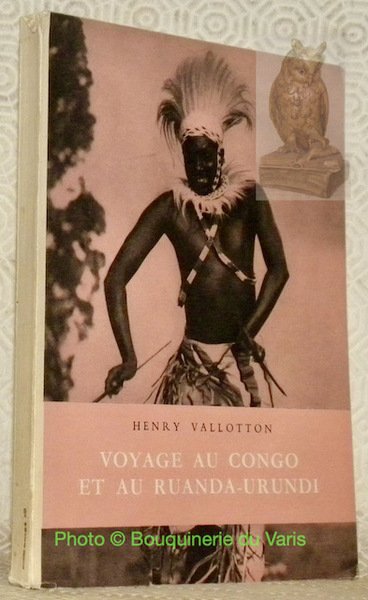 HENRY VALLOTTON
VOYAGE AU CONGO
ET AU RUANDA-URUNDI
Photo © Bouquinerie du Varis